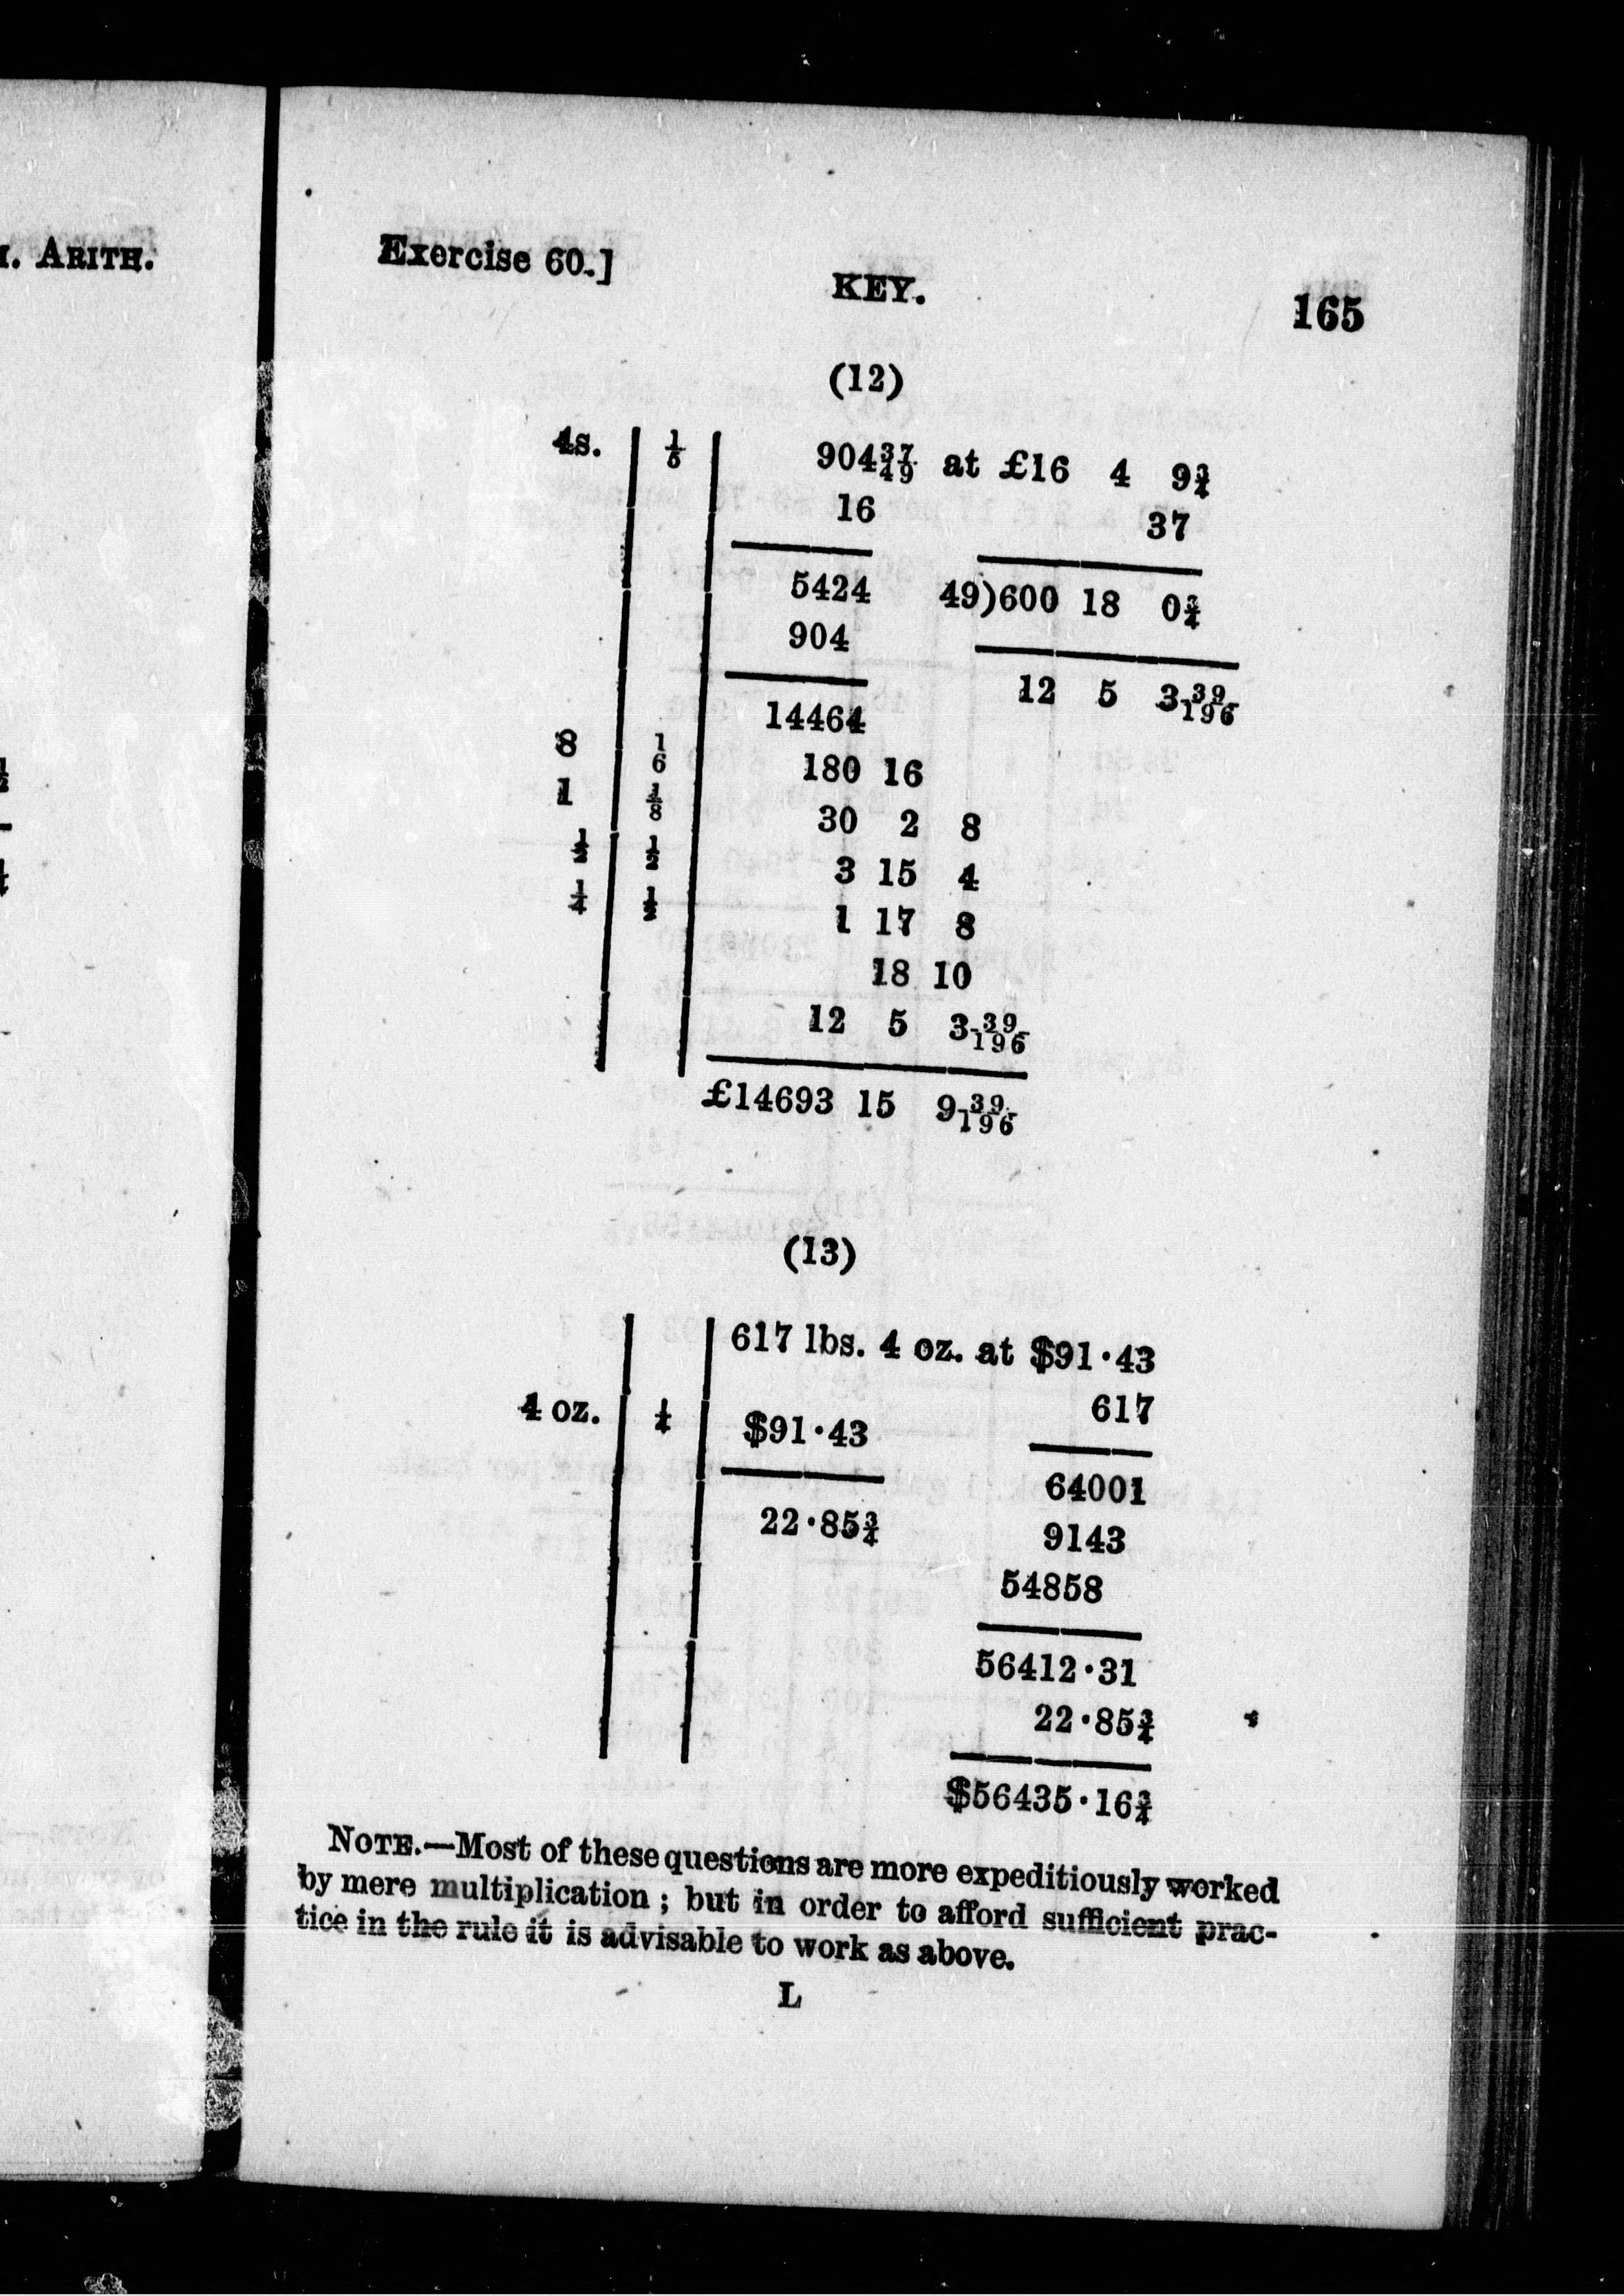 I. ARITH.
Exercise 60.]
KEY.
165
(12)
4s. 1/5 904 37/49 at £16 4 9¾
16 37
5424 49)600 18 0¾
904
12 5 3 39/196
14464
8 1/6 180 16
1 1/8 30 2 8
½ ½ 3 15 4
¼ ½ 1 17 8
18 10
12 5 3 39/196
£14693 15 9 39/196
(13)
617 lbs. 4 oz. at $91·43
4 oz. ¼ $91·43 617
64001
22·85¾ 9143
54858
56412·31
22·85¾
$56435·16¾
NOTE.—Most of these questions are more expeditiously worked
by mere multiplication ; but in order to afford sufficient prac-
tice in the rule it is advisable to work as above.
L